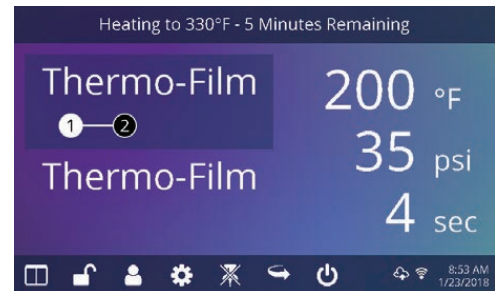 Heating to 330°F - 5 Minutes Remaining
Thermo-Film
1 2
Thermo-Film
200 °F
35 psi
4 sec
8:53 AM
1/23/2018